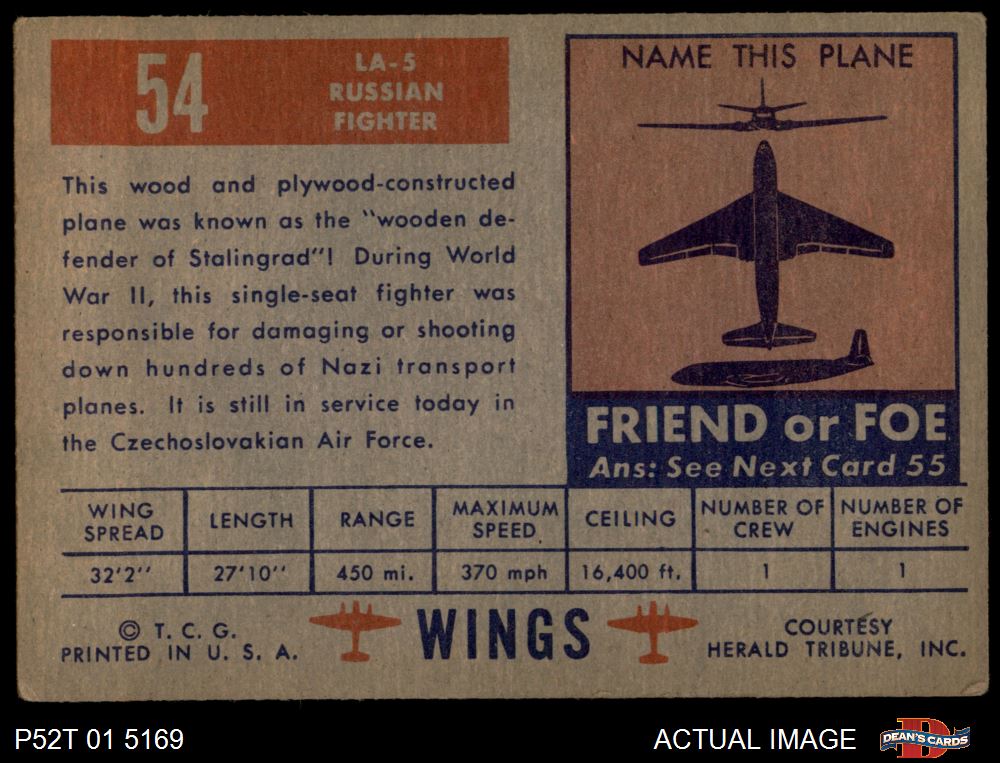 54
LA-5
RUSSIAN
FIGHTER
This wood and plywood-constructed
plane was known as the "wooden de-
fender of Stalingrad"! During World
War II, this single-seat fighter was
responsible for damaging or shooting
down hundreds of Nazi transport
planes. It is still in service today in
the Czechoslovakian Air Force.
NAME THIS PLANE
FRIEND or FOE
Ans: See Next Card 55
WING SPREAD LENGTH RANGE MAXIMUM SPEED CEILING NUMBER OF CREW NUMBER OF ENGINES
32'2'' 27'10'' 450 mi. 370 mph 16,400 ft. 1 1
© T. C. G.
PRINTED IN U. S. A.
WINGS
COURTESY
HERALD TRIBUNE, INC.
P52T 01 5169
ACTUAL IMAGE
D
DEAN'S CARDS